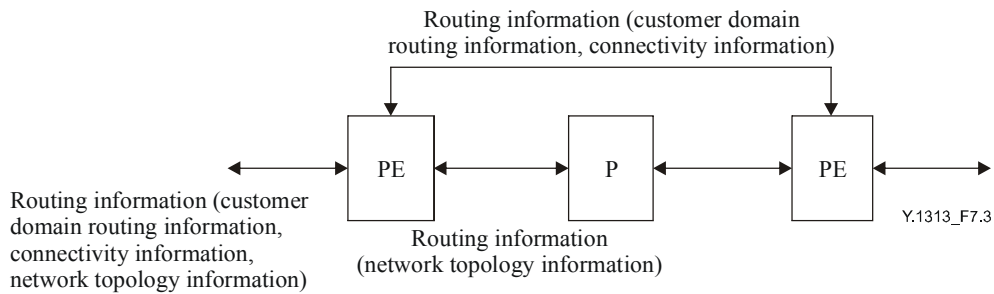 Routing information (customer domain
routing information, connectivity information)
PE
P
PE
Routing information (customer
domain routing information,
connectivity information,
network topology information)
Routing information
(network topology information)
Y.1313_F7.3